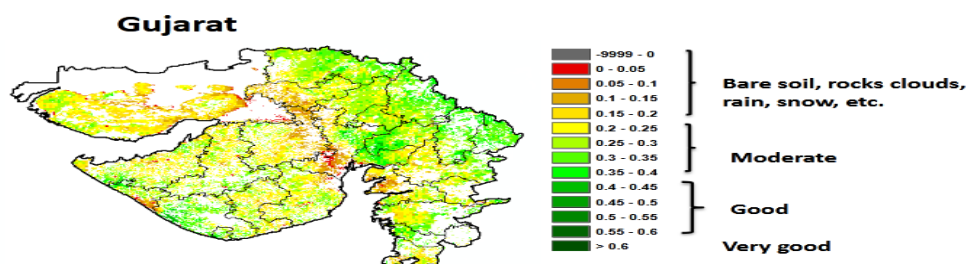 Gujarat
-9999 - 0
0 - 0.05
0.05 - 0.1
0.1 - 0.15
0.15 - 0.2
0.2 - 0.25
0.25 - 0.3
0.3 - 0.35
0.35 - 0.4
0.4 - 0.45
0.45 - 0.5
0.5 - 0.55
0.55 - 0.6
> 0.6
Bare soil, rocks clouds,
rain, snow, etc.
Moderate
Good
Very good